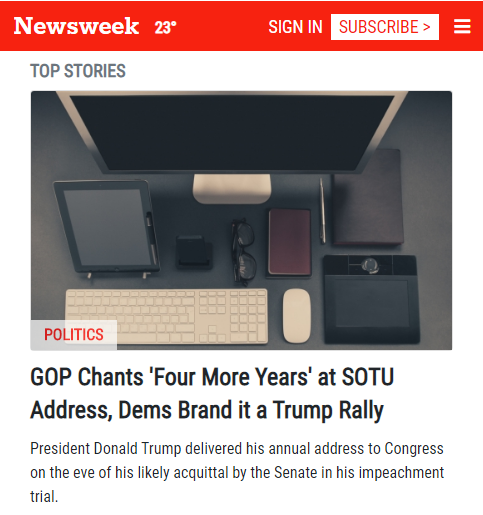 Newsweek 23° SIGN IN SUBSCRIBE >
TOP STORIES
POLITICS
GOP Chants 'Four More Years' at SOTU
Address, Dems Brand it a Trump Rally
President Donald Trump delivered his annual address to Congress
on the eve of his likely acquittal by the Senate in his impeachment
trial.